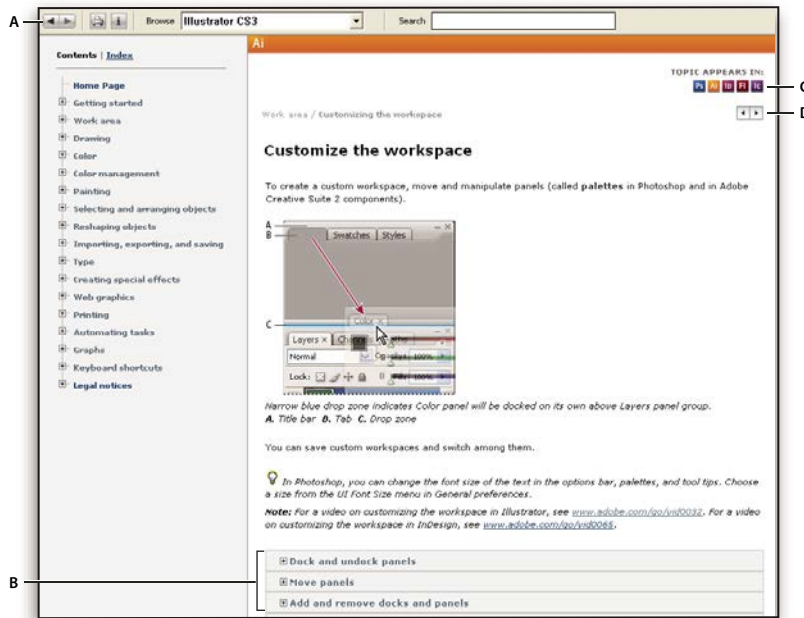 A
Browse Illustrator CS3
Search
Contents | Index
Ai
TOPIC APPEARS IN:
Ps Ai ID Fl
C
Home Page
Getting started
Work area
Drawing
Color
Color management
Painting
Selecting and arranging objects
Reshaping objects
Importing, exporting, and saving
Type
Creating special effects
Web graphics
Printing
Automating tasks
Graphs
Keyboard shortcuts
Legal notices
Work area / Customizing the workspace
D
Customize the workspace
To create a custom workspace, move and manipulate panels (called palettes in Photoshop and in Adobe
Creative Suite 2 components).
A
B
Swatches Styles
C
Color ×
Layers ×
Normal 100%
Lock: 100%
Narrow blue drop zone indicates Color panel will be docked on its own above Layers panel group.
A. Title bar B. Tab C. Drop zone
You can save custom workspaces and switch among them.
In Photoshop, you can change the font size of the text in the options bar, palettes, and tool tips. Choose
a size from the UI Font Size menu in General preferences.
Note: For a video on customizing the workspace in Illustrator, see www.adobe.com/go/vid0032. For a video
on customizing the workspace in InDesign, see www.adobe.com/go/vid0065.
B
Dock and undock panels
Move panels
Add and remove docks and panels